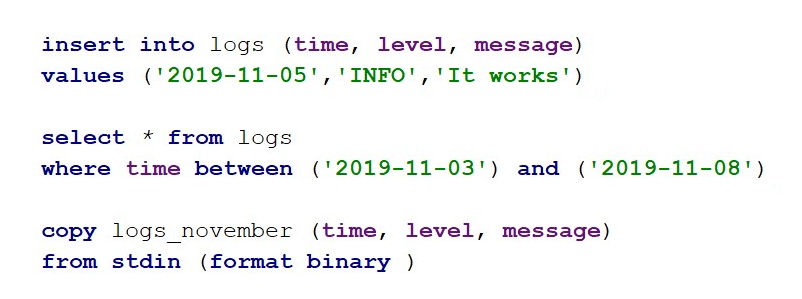 insert into logs (time, level, message)
values ('2019-11-05','INFO','It works')
select * from logs
where time between ('2019-11-03') and ('2019-11-08')
copy logs_november (time, level, message)
from stdin (format binary )